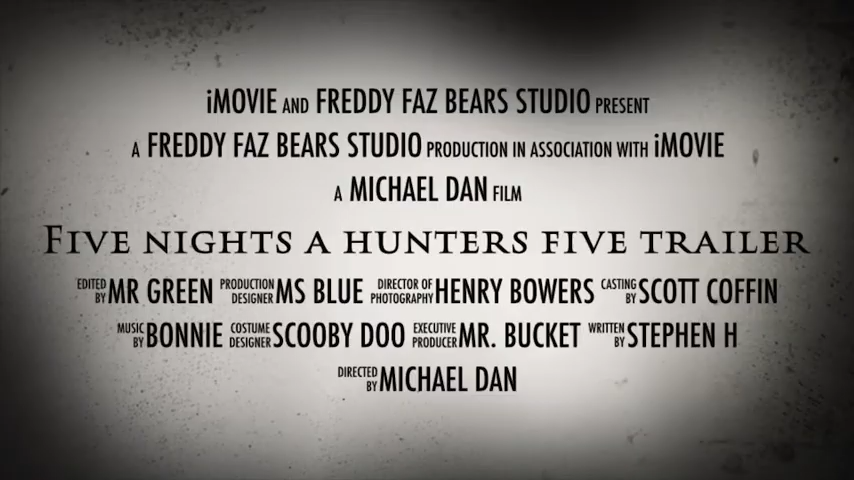 iMOVIE AND FREDDY FAZ BEARS STUDIO PRESENT
A FREDDY FAZ BEARS STUDIO PRODUCTION IN ASSOCIATION WITH iMOVIE
A MICHAEL DAN FILM
FIVE NIGHTS A HUNTERS FIVE TRAILER
EDITED BY MR GREEN PRODUCTION DESIGNER MS BLUE DIRECTOR OF PHOTOGRAPHY HENRY BOWERS CASTING BY SCOTT COFFIN
MUSIC BY BONNIE COSTUME DESIGNER SCOOBY DOO EXECUTIVE PRODUCER MR. BUCKET WRITTEN BY STEPHEN H
DIRECTED BY MICHAEL DAN